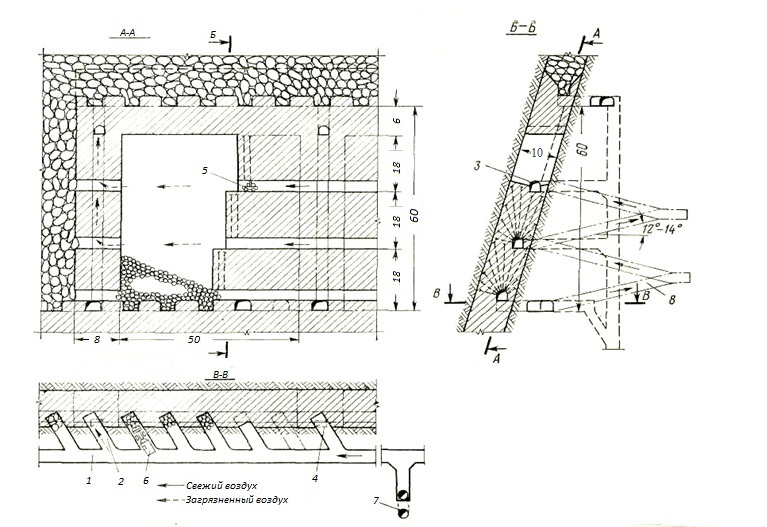 А-А
Б
5
6
18
18
18
60
8
50
Б-Б
А
10
3
60
12°-14°
В
В
8
А
В-В
1
2
6
4
7
Свежий воздух
Загрязненный воздух